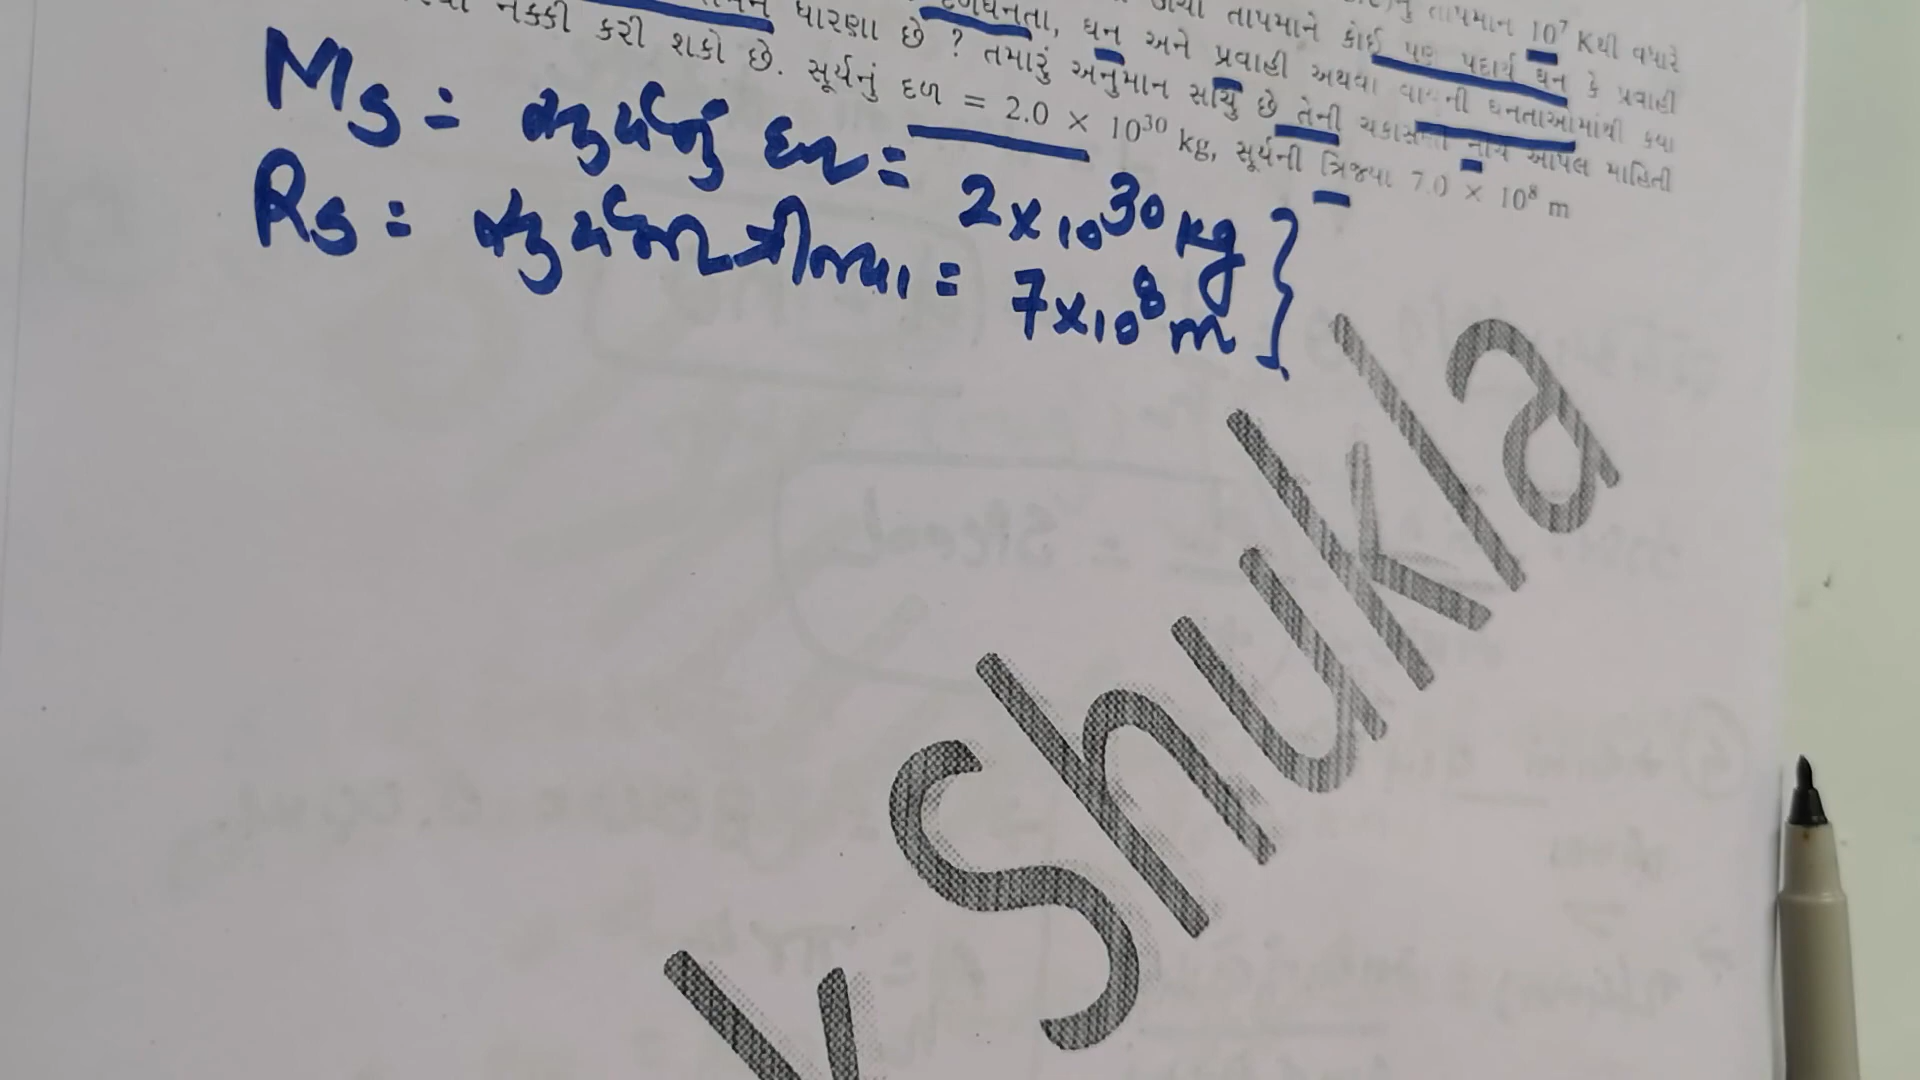 તાપમાન 10⁷ Kથી વધારે
તાપમાને કોઈ પણ પદાર્થ ઘન કે પ્રવાહી
ધારણા છે ? દળઘનતા, ઘન અને પ્રવાહી અથવા વાયુની ઘનતાઓમાંથી કયા
નક્કી કરી શકો છે. તમારું અનુમાન સાચું છે તેની ચકાસણી નીચે આપેલ માહિતી
સૂર્યનું દળ = 2.0 × 10³⁰ kg, સૂર્યની ત્રિજ્યા 7.0 × 10⁸ m
Ms = સૂર્યનું દળ = 2×10³⁰ kg
Rs = સૂર્યની ત્રીજ્યા = 7×10⁸ m
k Shukla